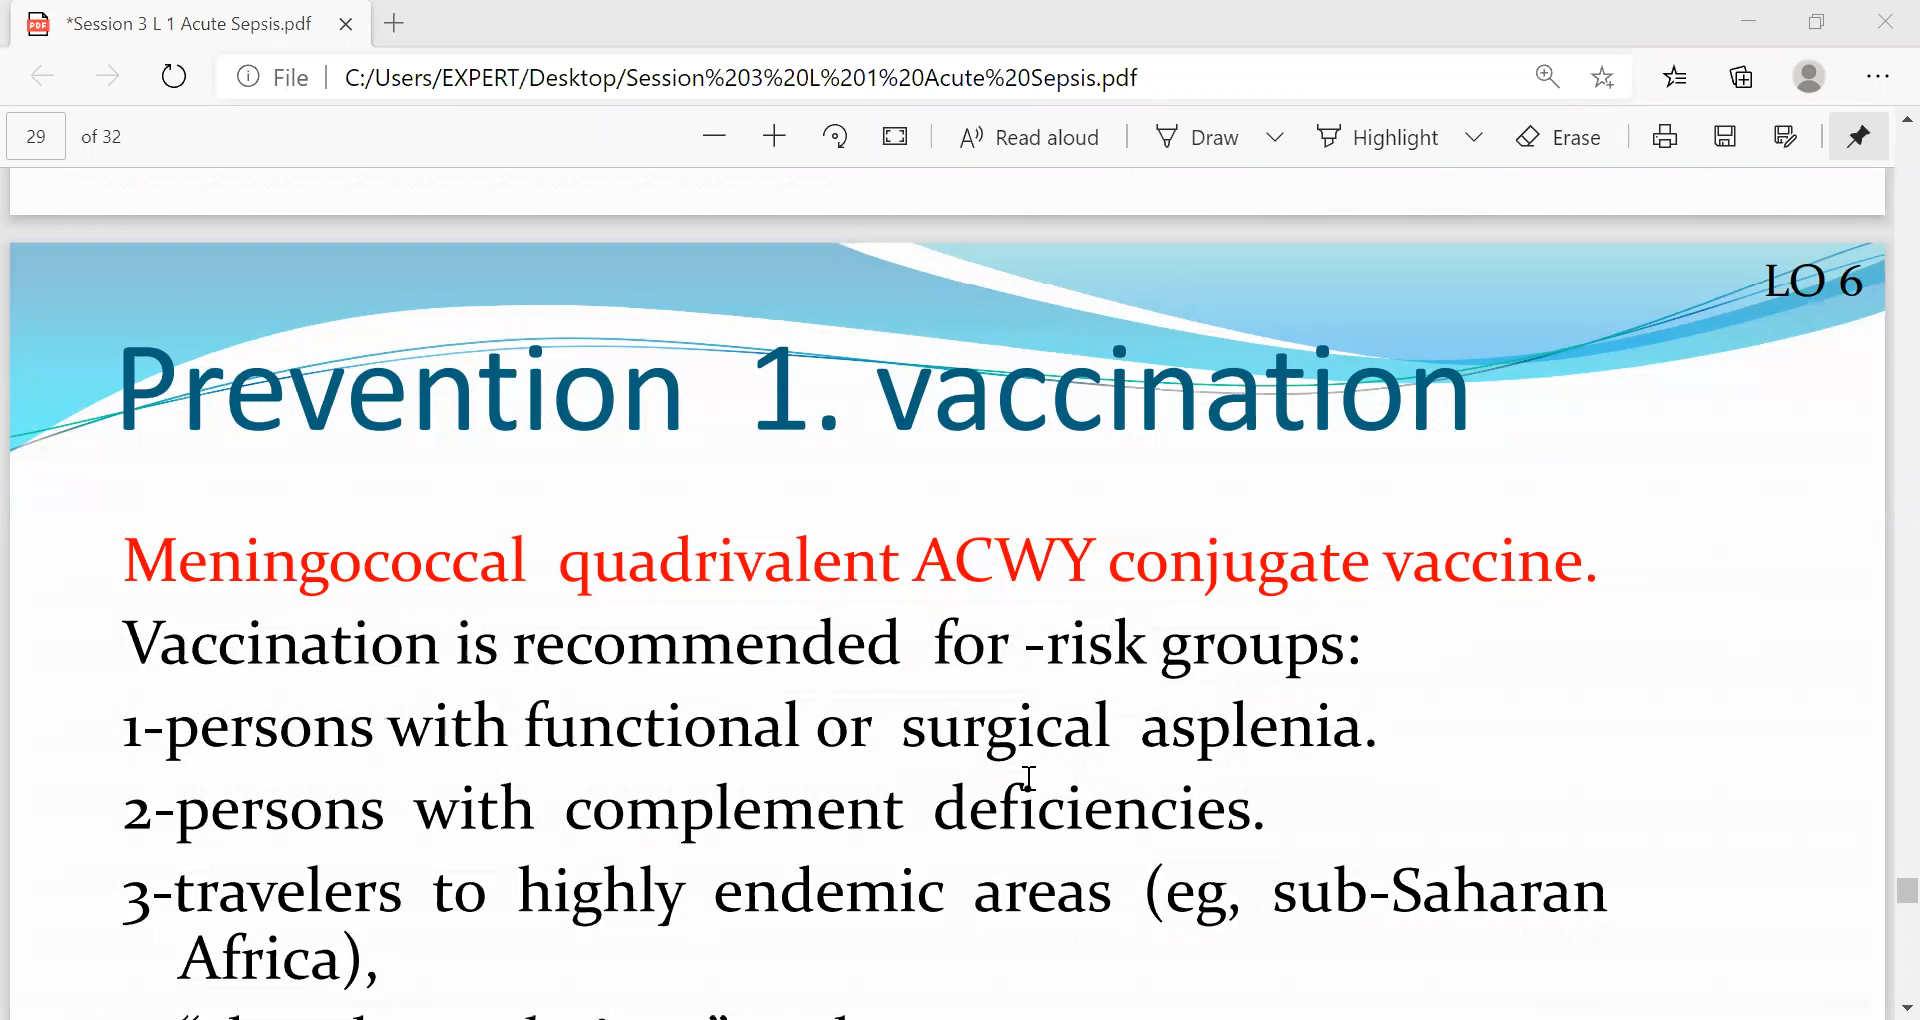 *Session 3 L 1 Acute Sepsis.pdf
File
C:/Users/EXPERT/Desktop/Session%203%20L%201%20Acute%20Sepsis.pdf
29 of 32
Read aloud
Draw
Highlight
Erase
LO 6
Prevention 1. vaccination
Meningococcal quadrivalent ACWY conjugate vaccine.
Vaccination is recommended for -risk groups:
1-persons with functional or surgical asplenia.
2-persons with complement deficiencies.
3-travelers to highly endemic areas (eg, sub-Saharan
Africa),